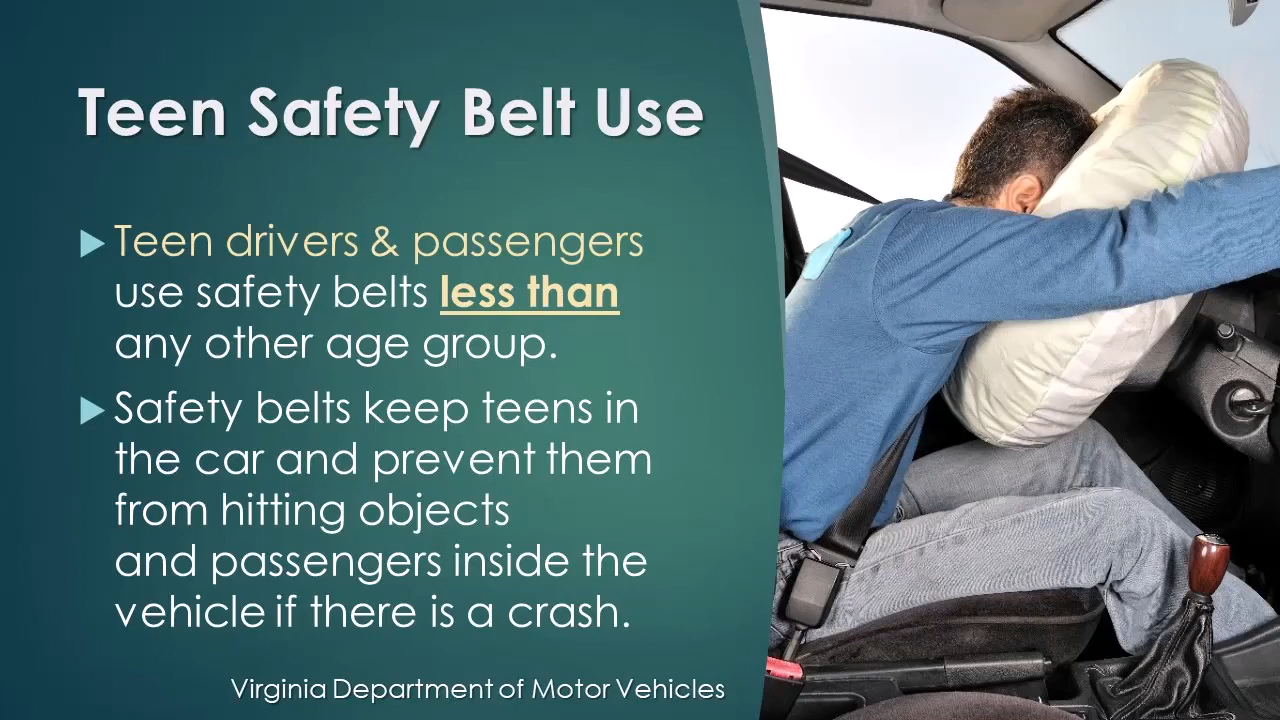 Teen Safety Belt Use
Teen drivers & passengers
use safety belts less than
any other age group.
Safety belts keep teens in
the car and prevent them
from hitting objects
and passengers inside the
vehicle if there is a crash.
Virginia Department of Motor Vehicles